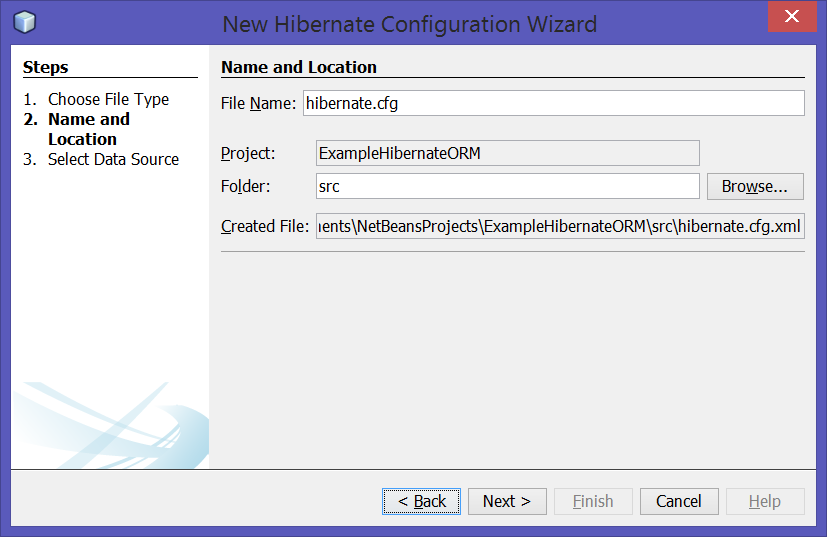 New Hibernate Configuration Wizard
Steps
1. Choose File Type
2. Name and
Location
3. Select Data Source
Name and Location
File Name: hibernate.cfg
Project: ExampleHibernateORM
Folder: src Browse...
Created File: ents\NetBeansProjects\ExampleHibernateORM\src\hibernate.cfg.xml
< Back Next > Finish Cancel Help